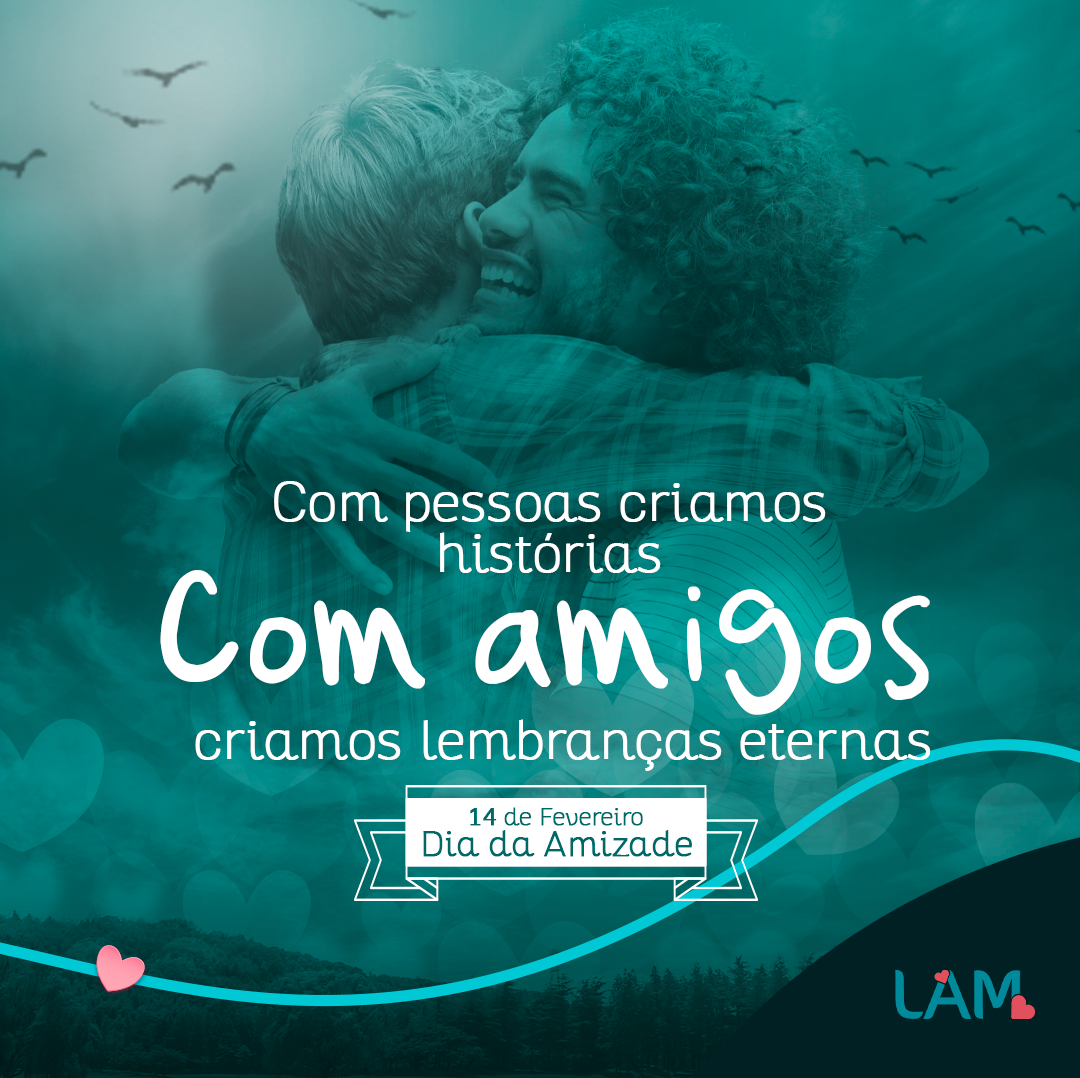 Com pessoas criamos
histórias
Com amigos
criamos lembranças eternas
14 de Fevereiro
Dia da Amizade
LAM